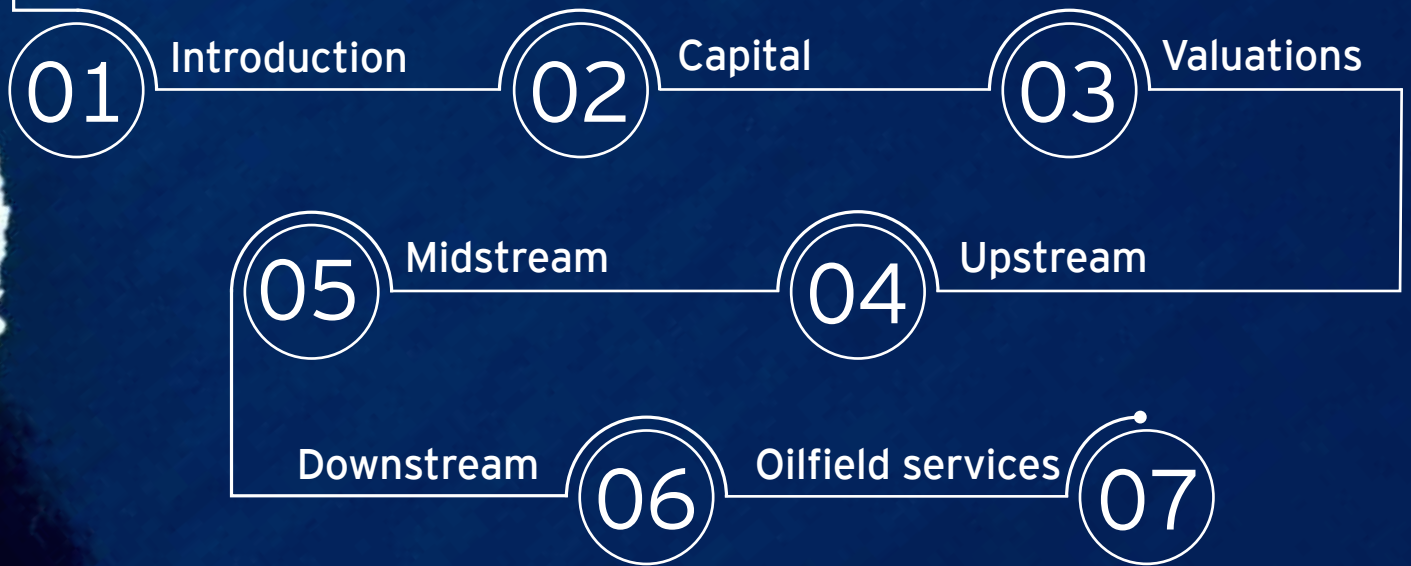 01 Introduction
02 Capital
03 Valuations
04 Upstream
05 Midstream
Downstream 06
Oilfield services 07